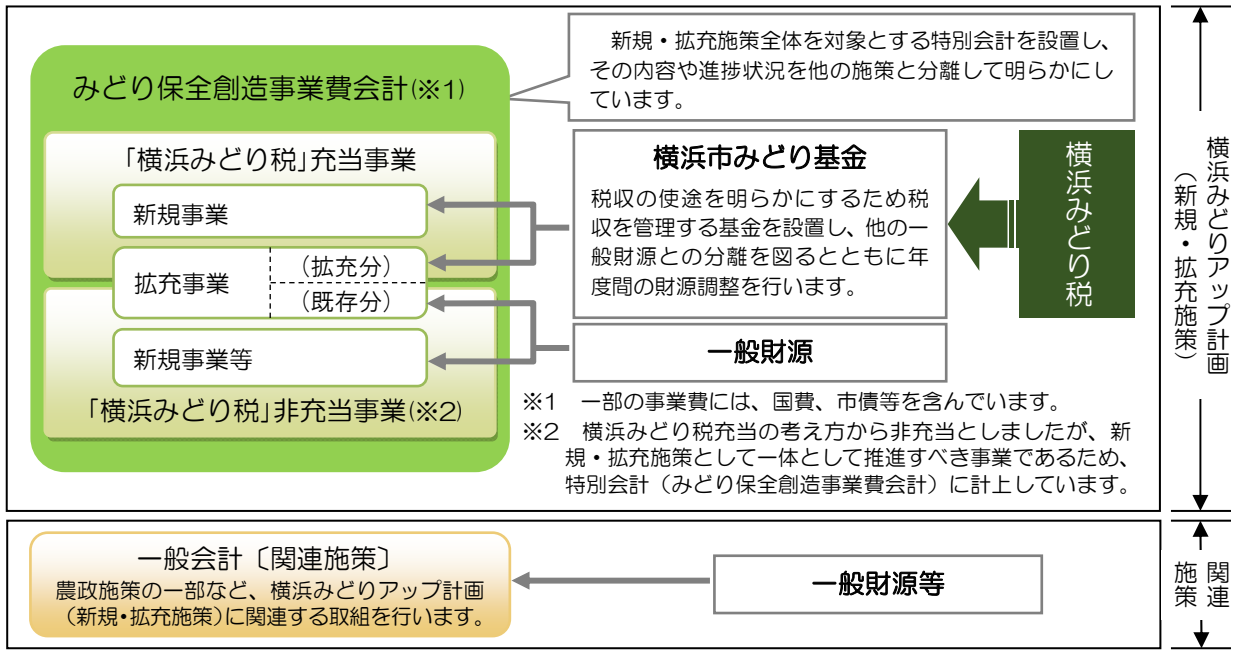 新規・拡充施策全体を対象とする特別会計を設置し、
その内容や進捗状況を他の施策と分離して明らかにし
ています。
みどり保全創造事業費会計(※1)
「横浜みどり税」充当事業
新規事業
拡充事業
（拡充分）
（既存分）
新規事業等
「横浜みどり税」非充当事業(※2)
横浜市みどり基金
税収の使途を明らかにするため税
収を管理する基金を設置し、他の一
般財源との分離を図るとともに年
度間の財源調整を行います。
一般財源
横浜みどり税
※1　一部の事業費には、国費、市債等を含んでいます。
※2　横浜みどり税充当の考え方から非充当としましたが、新
規・拡充施策として一体として推進すべき事業であるため、
特別会計（みどり保全創造事業費会計）に計上しています。
横浜みどりアップ計画
（新規・拡充施策）
一般会計〔関連施策〕
農政施策の一部など、横浜みどりアップ計画
（新規・拡充施策）に関連する取組を行います。
一般財源等
関連
施策